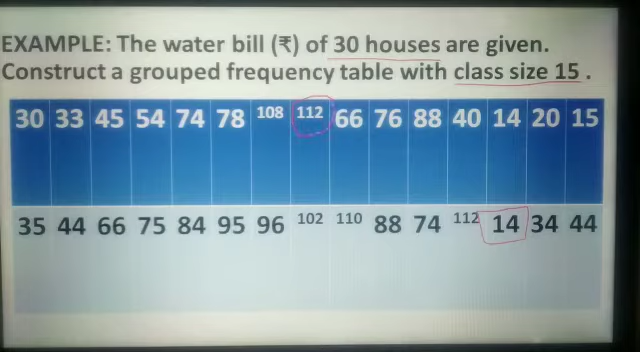 EXAMPLE: The water bill (₹) of 30 houses are given.
Construct a grouped frequency table with class size 15 .
30 33 45 54 74 78 108 112 66 76 88 40 14 20 15
35 44 66 75 84 95 96 102 110 88 74 112 14 34 44